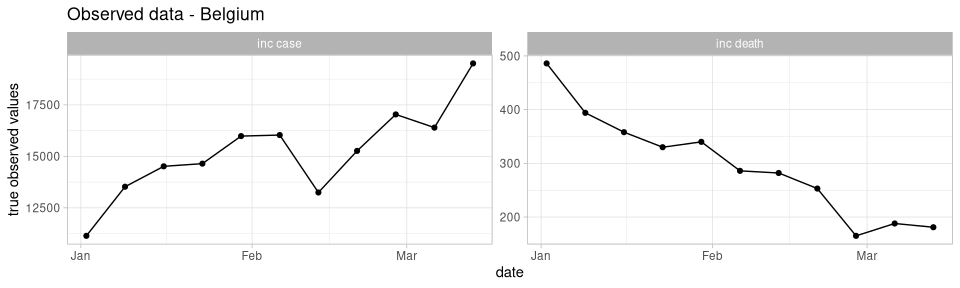 Observed data - Belgium
inc case
inc death
true observed values
17500
15000
12500
500
400
300
200
Jan
Feb
Mar
Jan
Feb
Mar
date